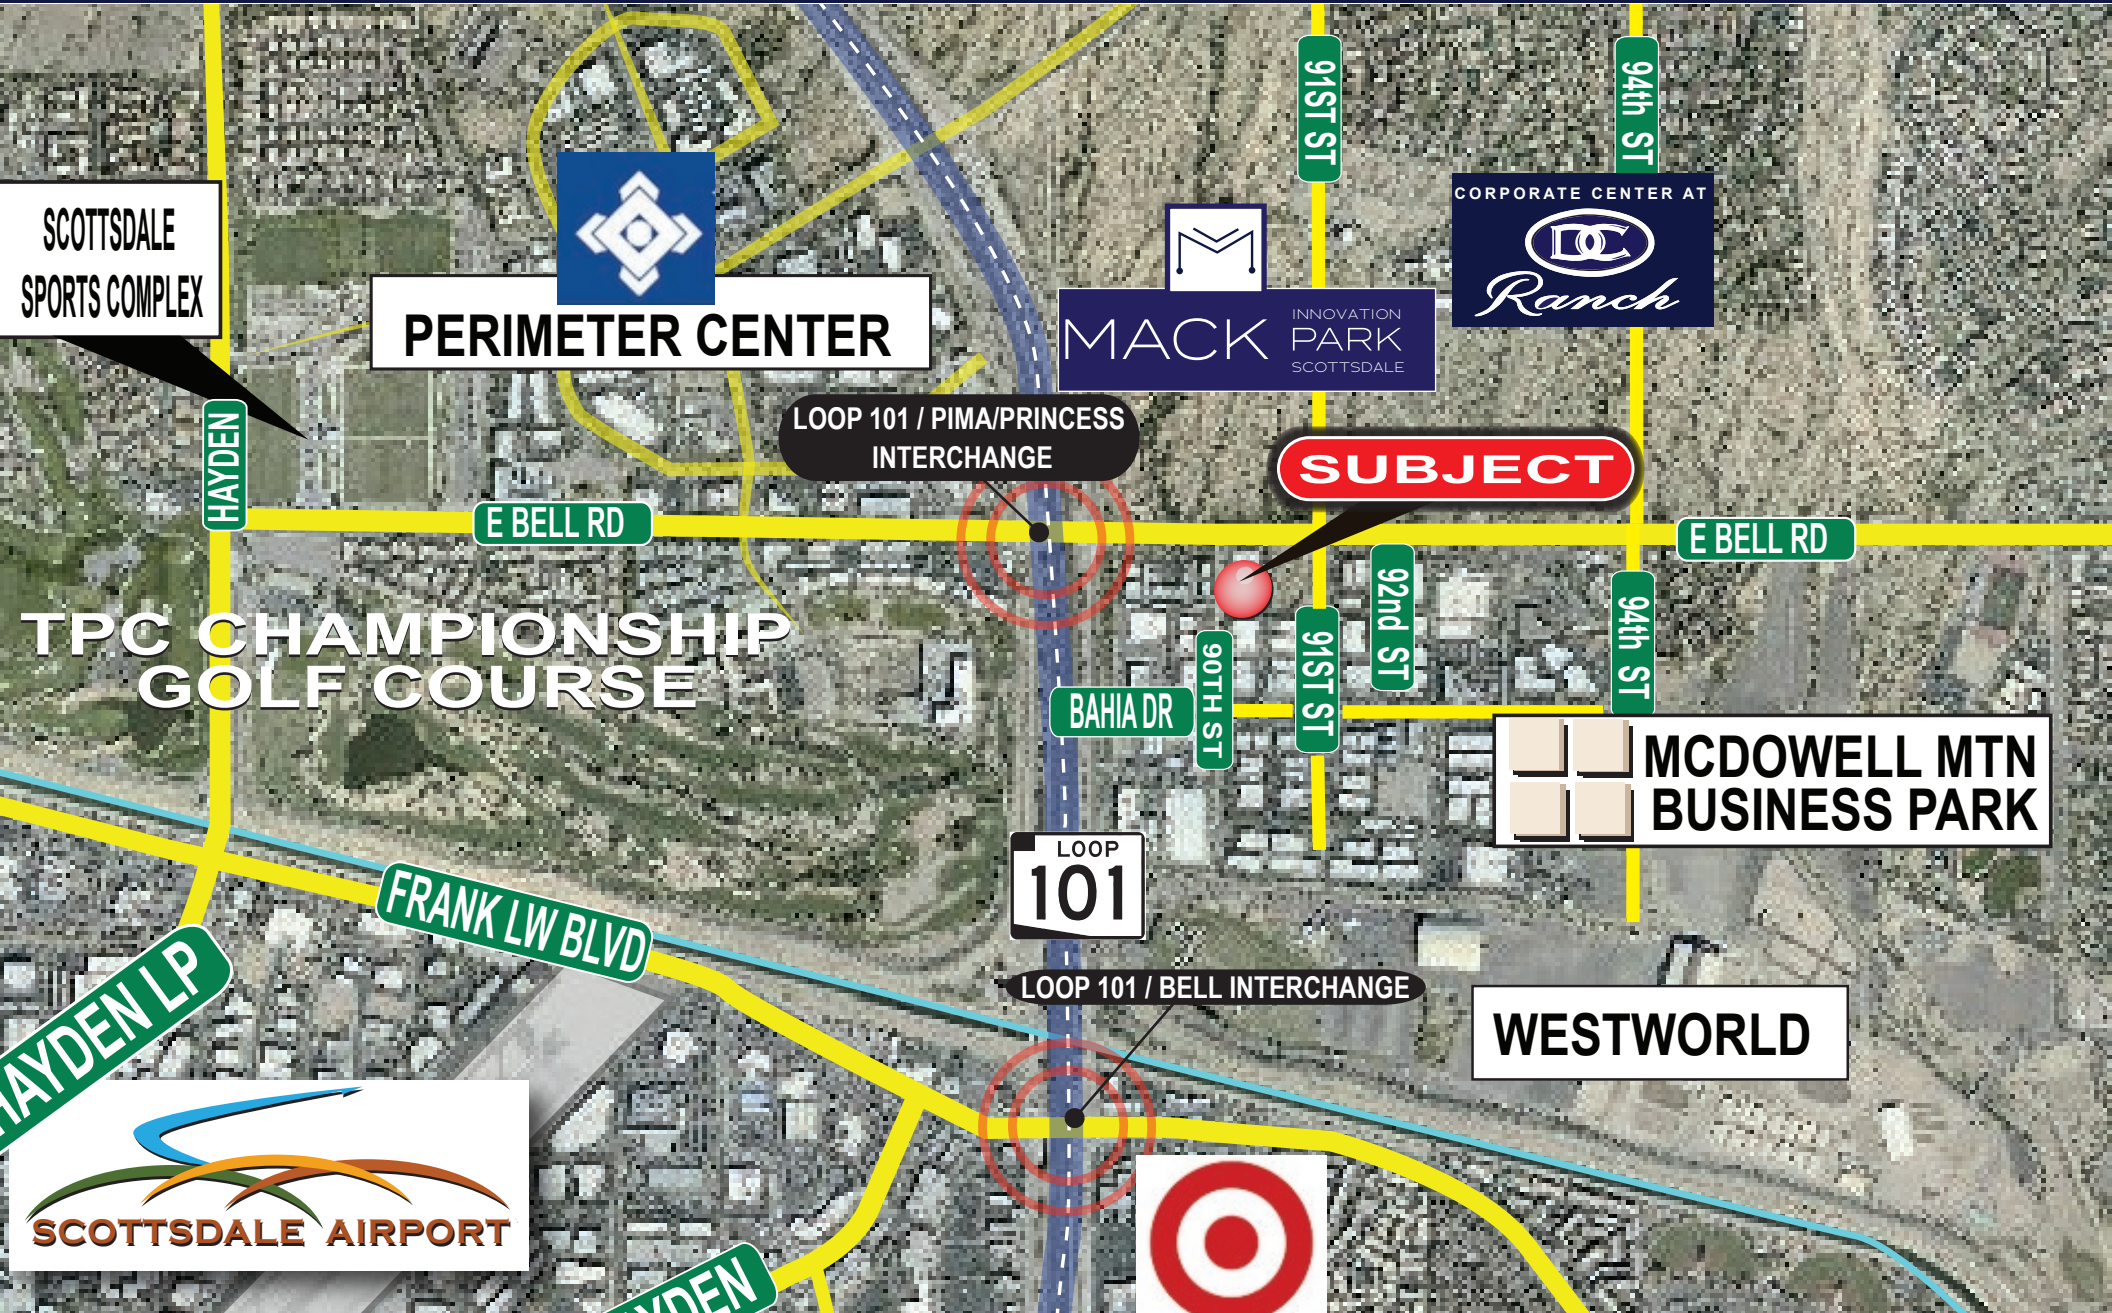 91ST ST
94th ST
CORPORATE CENTER AT
DC
Ranch
SCOTTSDALE
SPORTS COMPLEX
PERIMETER CENTER
M
MACK
INNOVATION
PARK
SCOTTSDALE
LOOP 101 / PIMA/PRINCESS
INTERCHANGE
SUBJECT
HAYDEN
E BELL RD
E BELL RD
TPC CHAMPIONSHIP
GOLF COURSE
92nd ST
94th ST
91ST ST
90TH ST
BAHIA DR
MCDOWELL MTN
BUSINESS PARK
LOOP
101
FRANK LW BLVD
HAYDEN LP
LOOP 101 / BELL INTERCHANGE
WESTWORLD
SCOTTSDALE AIRPORT